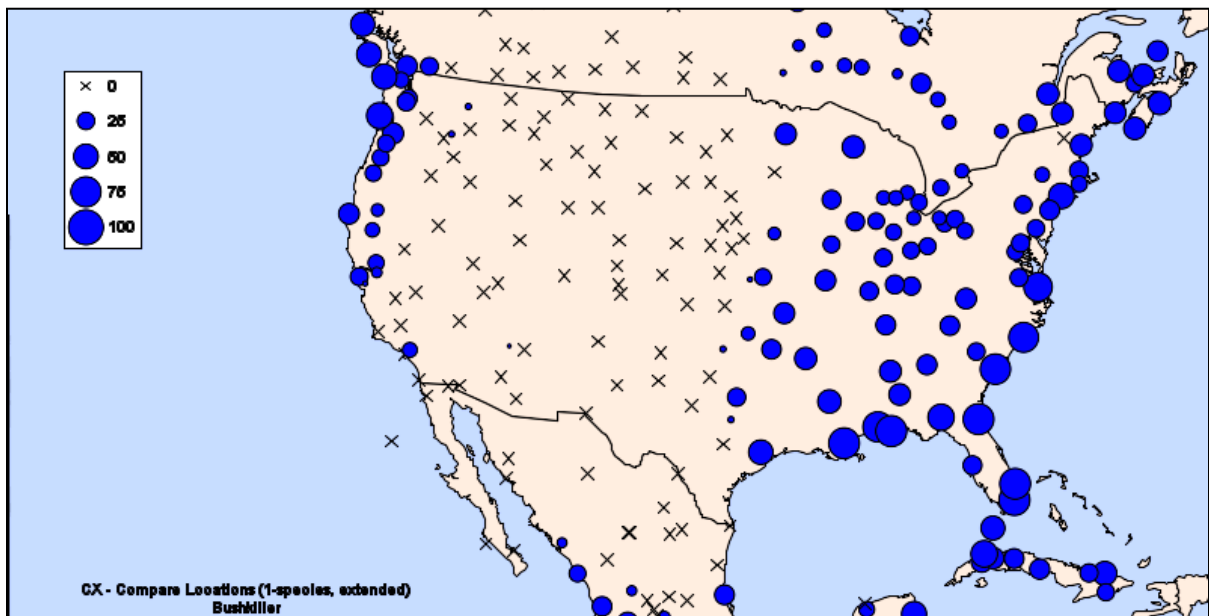 0
25
50
75
100
CX - Compare Locations (1-species, extended)
Bushkiller